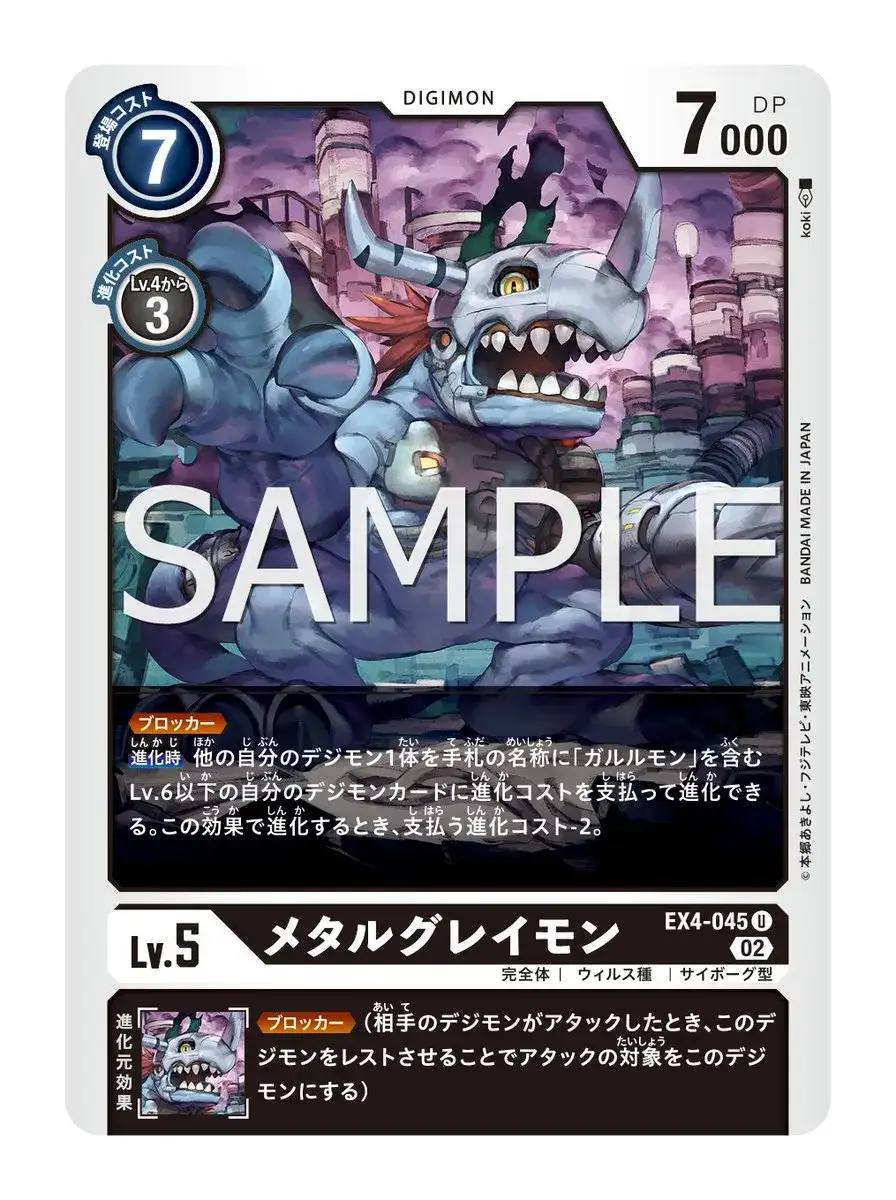 DIGIMON
登場コスト
7
7000
DP
進化コスト
Lv.4から
3
koki
SAMPLE
ブロッカー
進化時 他の自分のデジモン1体を手札の名称に「ガルルモン」を含む
Lv.6以下の自分のデジモンカードに進化コストを支払って進化でき
る。この効果で進化するとき、支払う進化コスト-2。
© 本郷あきよし・フジテレビ・東映アニメーション BANDAI MADE IN JAPAN
Lv.5
メタルグレイモン
EX4-045 U
02
完全体 | ウィルス種 | サイボーグ型
進化元効果
ブロッカー (相手のデジモンがアタックしたとき、このデ
ジモンをレストさせることでアタックの対象をこのデジ
モンにする)